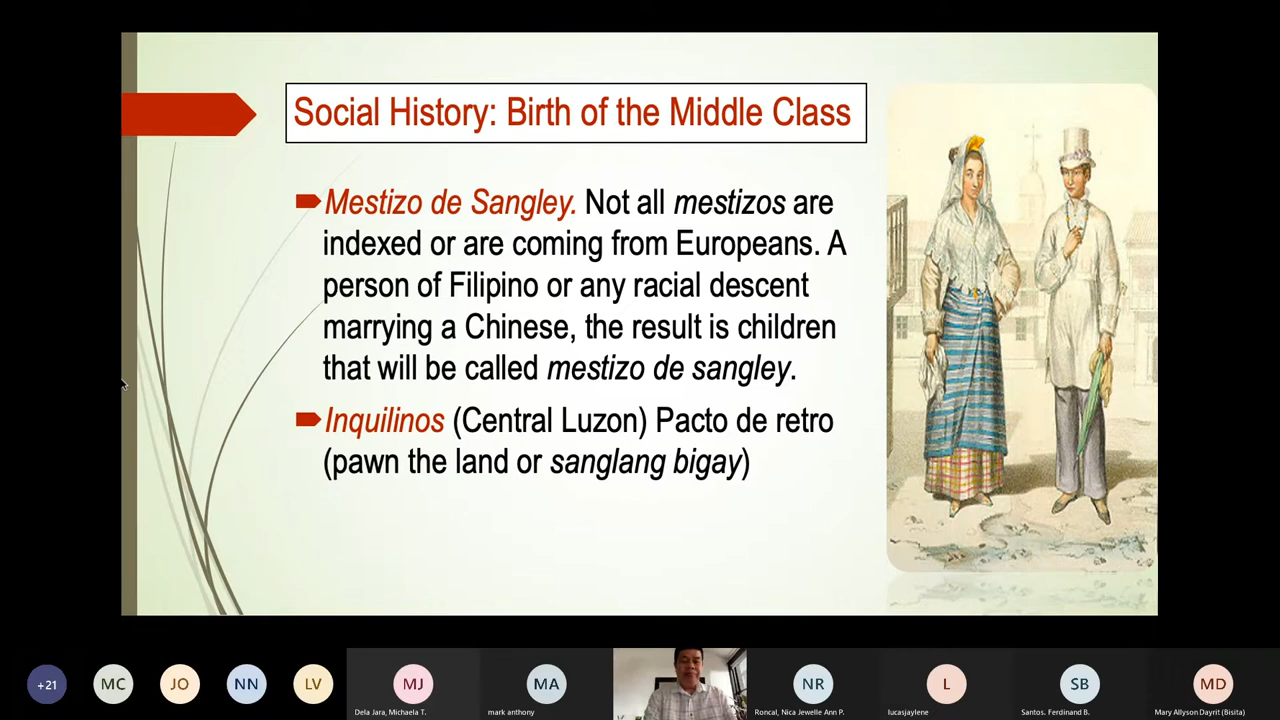 Social History: Birth of the Middle Class
Mestizo de Sangley. Not all mestizos are
indexed or are coming from Europeans. A
person of Filipino or any racial descent
marrying a Chinese, the result is children
that will be called mestizo de sangley.
Inquilinos (Central Luzon) Pacto de retro
(pawn the land or sanglang bigay)
+21
MC
JO
NN
LV
MJ
MA
NR
L
SB
MD
Dela Jara, Michaela T.
mark anthony
Roncal, Nica Jewelle Ann P.
lucasjaylene
Santos. Ferdinand B.
Mary Allyson Dayrit (Bisita)